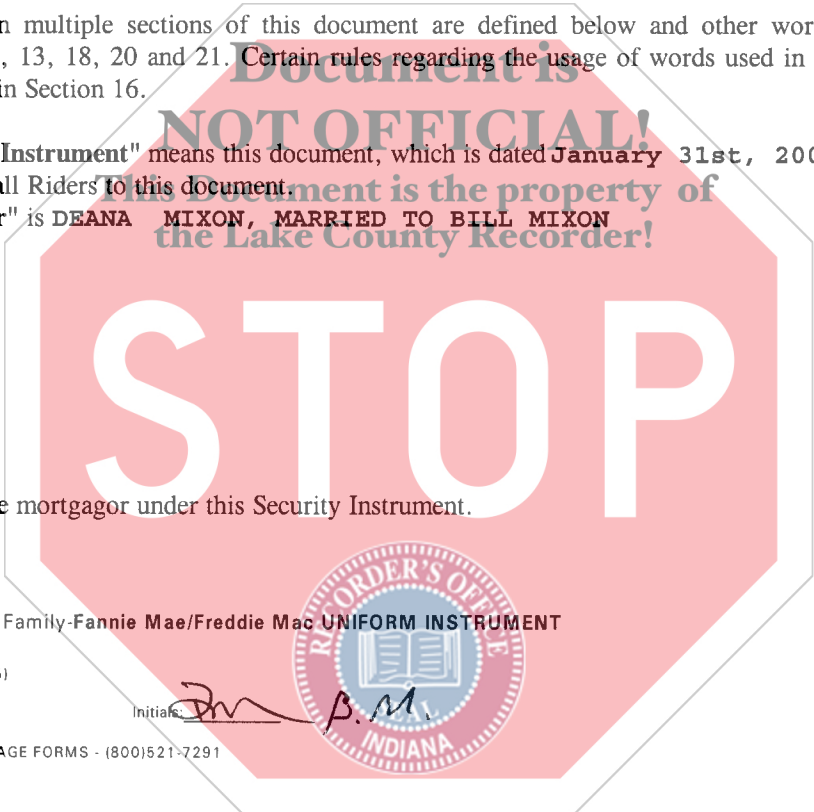 n multiple sections of this document are defined below and other wor
, 13, 18, 20 and 21. Certain rules regarding the usage of words used in
in Section 16.
Document is
NOT OFFICIAL!
This Document is the property of
the Lake County Recorder!
Instrument" means this document, which is dated January 31st, 200
all Riders to this document.
r" is DEANA MIXON, MARRIED TO BILL MIXON
STOP
e mortgagor under this Security Instrument.
RECORDER'S OFFICE
SEAL
INDIANA
Family-Fannie Mae/Freddie Mac UNIFORM INSTRUMENT
)
Initials: DM B.M.
AGE FORMS - (800)521-7291